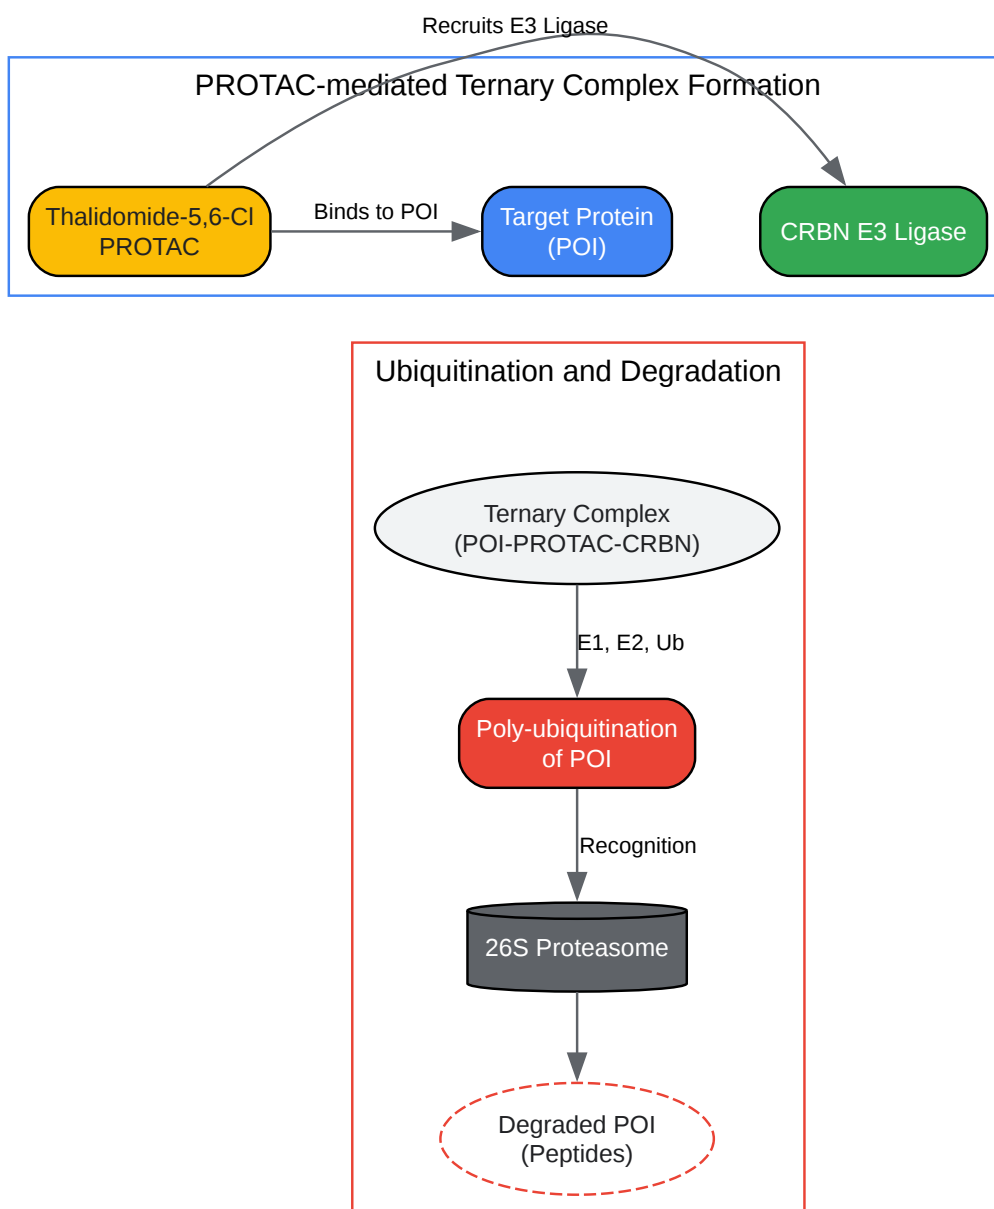 Recruits E3 Ligase
PROTAC-mediated Ternary Complex Formation
Thalidomide-5,6-Cl
PROTAC
Binds to POI
Target Protein
(POI)
CRBN E3 Ligase
Ubiquitination and Degradation
Ternary Complex
(POI-PROTAC-CRBN)
E1, E2, Ub
Poly-ubiquitination
of POI
Recognition
26S Proteasome
Degraded POI
(Peptides)